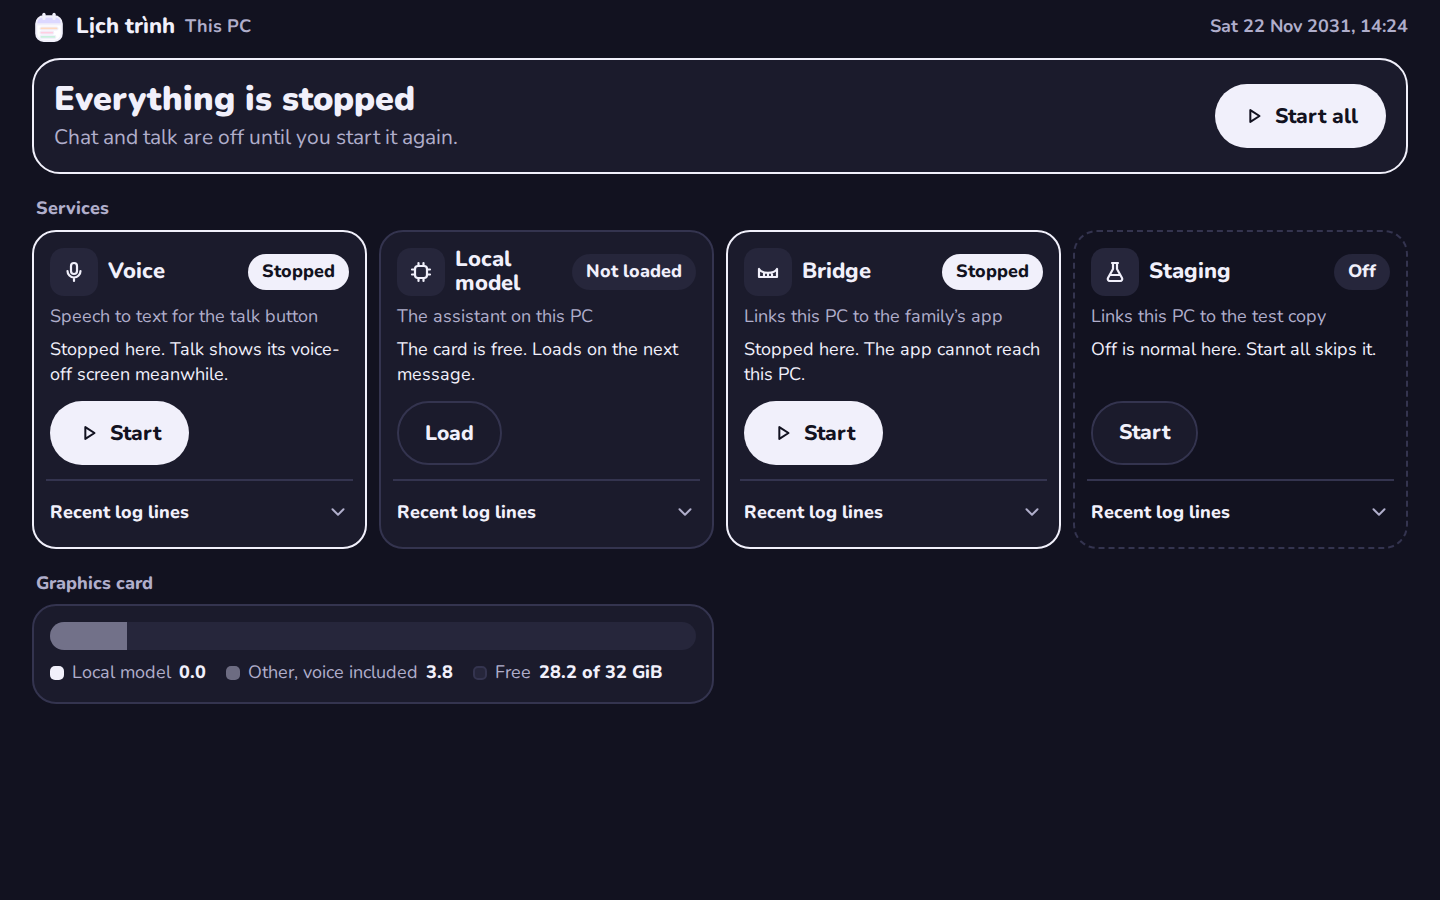 Lịch trình This PC
Sat 22 Nov 2031, 14:24
Everything is stopped
Chat and talk are off until you start it again.
Start all
Services
Voice
Stopped
Speech to text for the talk button
Stopped here. Talk shows its voice-
off screen meanwhile.
Start
Recent log lines
Local
model
Not loaded
The assistant on this PC
The card is free. Loads on the next
message.
Load
Recent log lines
Bridge
Stopped
Links this PC to the family’s app
Stopped here. The app cannot reach
this PC.
Start
Recent log lines
Staging
Off
Links this PC to the test copy
Off is normal here. Start all skips it.
Start
Recent log lines
Graphics card
Local model 0.0 Other, voice included 3.8 Free 28.2 of 32 GiB